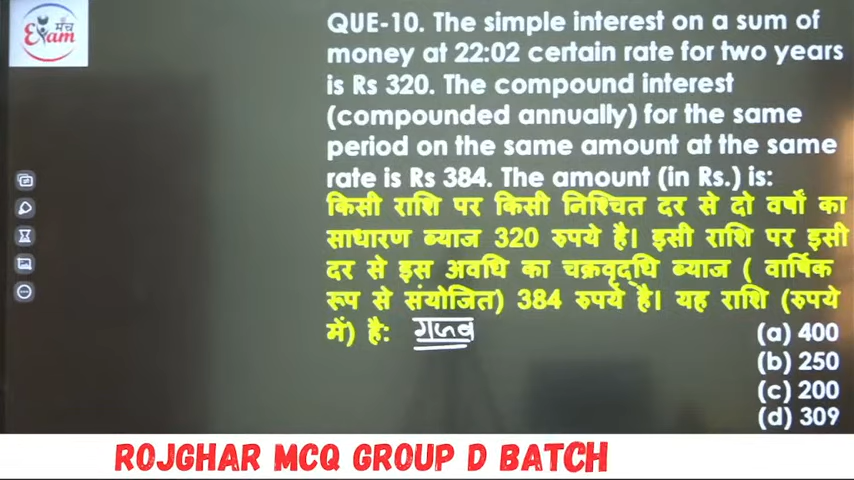 मंच
Exam
QUE-10. The simple interest on a sum of
money at 22:02 certain rate for two years
is Rs 320. The compound interest
(compounded annually) for the same
period on the same amount at the same
rate is Rs 384. The amount (in Rs.) is:
किसी राशि पर किसी निश्चित दर से दो वर्षों का
साधारण ब्याज 320 रुपये है। इसी राशि पर इसी
दर से इस अवधि का चक्रवृद्धि ब्याज ( वार्षिक
रूप से संयोजित) 384 रुपये है। यह राशि (रुपये
में) है: गजब
(a) 400
(b) 250
(c) 200
(d) 309
ROJGHAR MCQ GROUP D BATCH